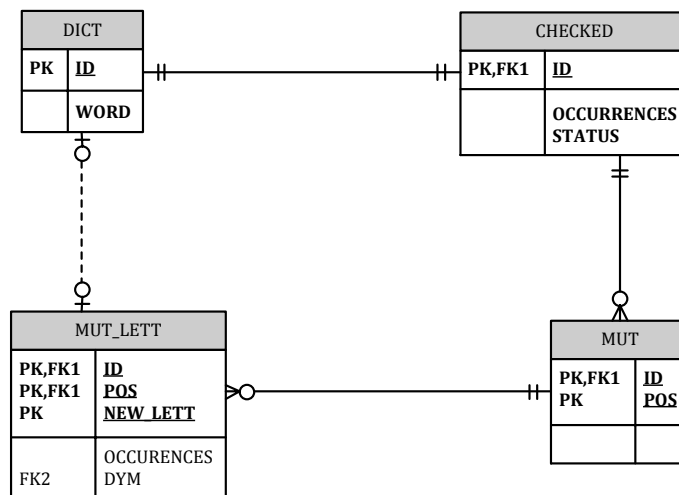 DICT
PK ID
WORD
CHECKED
PK,FK1 ID
OCCURRENCES
STATUS
MUT_LETT
PK,FK1 ID
PK,FK1 POS
PK NEW_LETT
OCCURENCES
FK2 DYM
MUT
PK,FK1 ID
PK POS